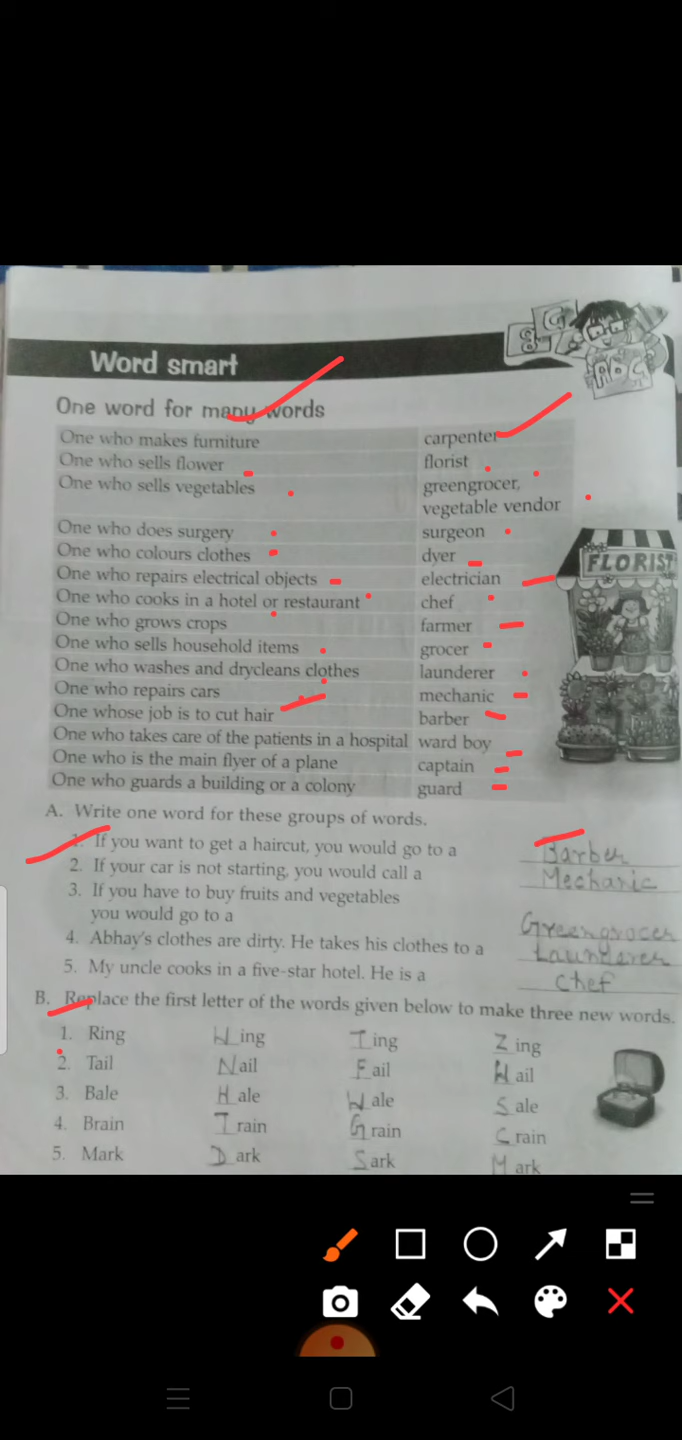 Word smart
One word for many words
One who makes furniture carpenter
One who sells flower florist
One who sells vegetables greengrocer,
vegetable vendor
One who does surgery surgeon
One who colours clothes dyer
One who repairs electrical objects electrician
One who cooks in a hotel or restaurant chef
One who grows crops farmer
One who sells household items grocer
One who washes and drycleans clothes launderer
One who repairs cars mechanic
One whose job is to cut hair barber
One who takes care of the patients in a hospital ward boy
One who is the main flyer of a plane captain
One who guards a building or a colony guard
FLORIST
ABC
A. Write one word for these groups of words.
1. If you want to get a haircut, you would go to a Barber
2. If your car is not starting, you would call a Mechanic
3. If you have to buy fruits and vegetables
you would go to a Greengrocer
4. Abhay's clothes are dirty. He takes his clothes to a Launderer
5. My uncle cooks in a five-star hotel. He is a Chef
B. Replace the first letter of the words given below to make three new words.
1. Ring Wing Ting Zing
2. Tail Nail Fail Hail
3. Bale Hale Wale Sale
4. Brain Train Grain Crain
5. Mark Dark Sark Mark